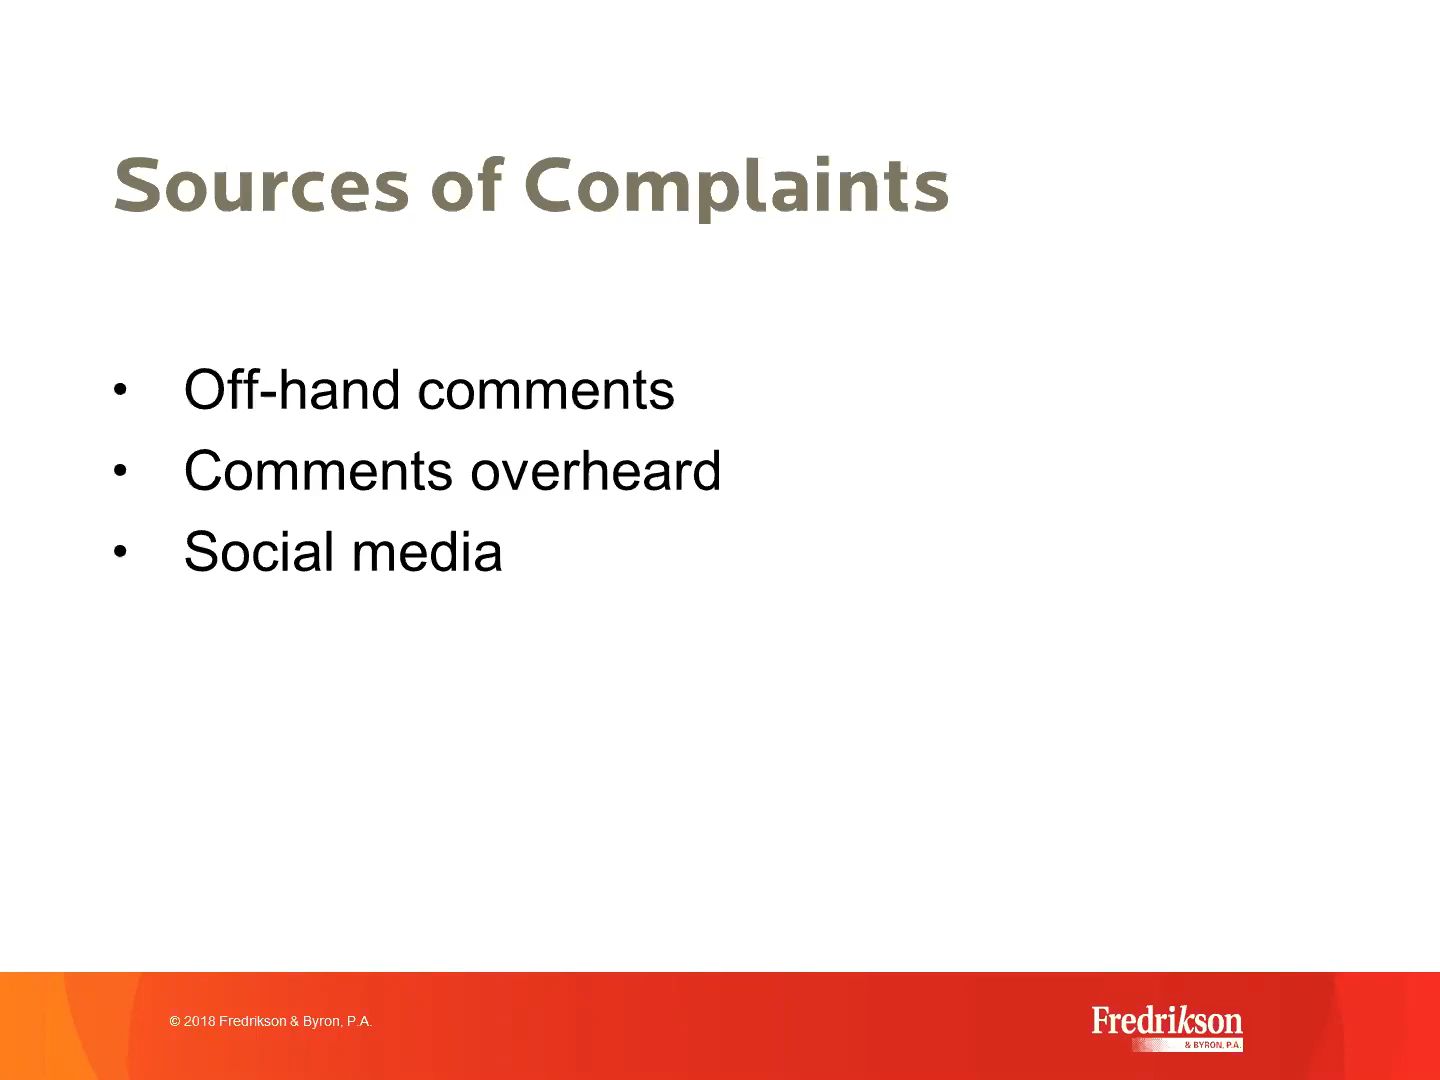 Sources of Complaints
• Off-hand comments
• Comments overheard
• Social media
© 2018 Fredrikson & Byron, P.A.
Fredrikson
& BYRON, P.A.